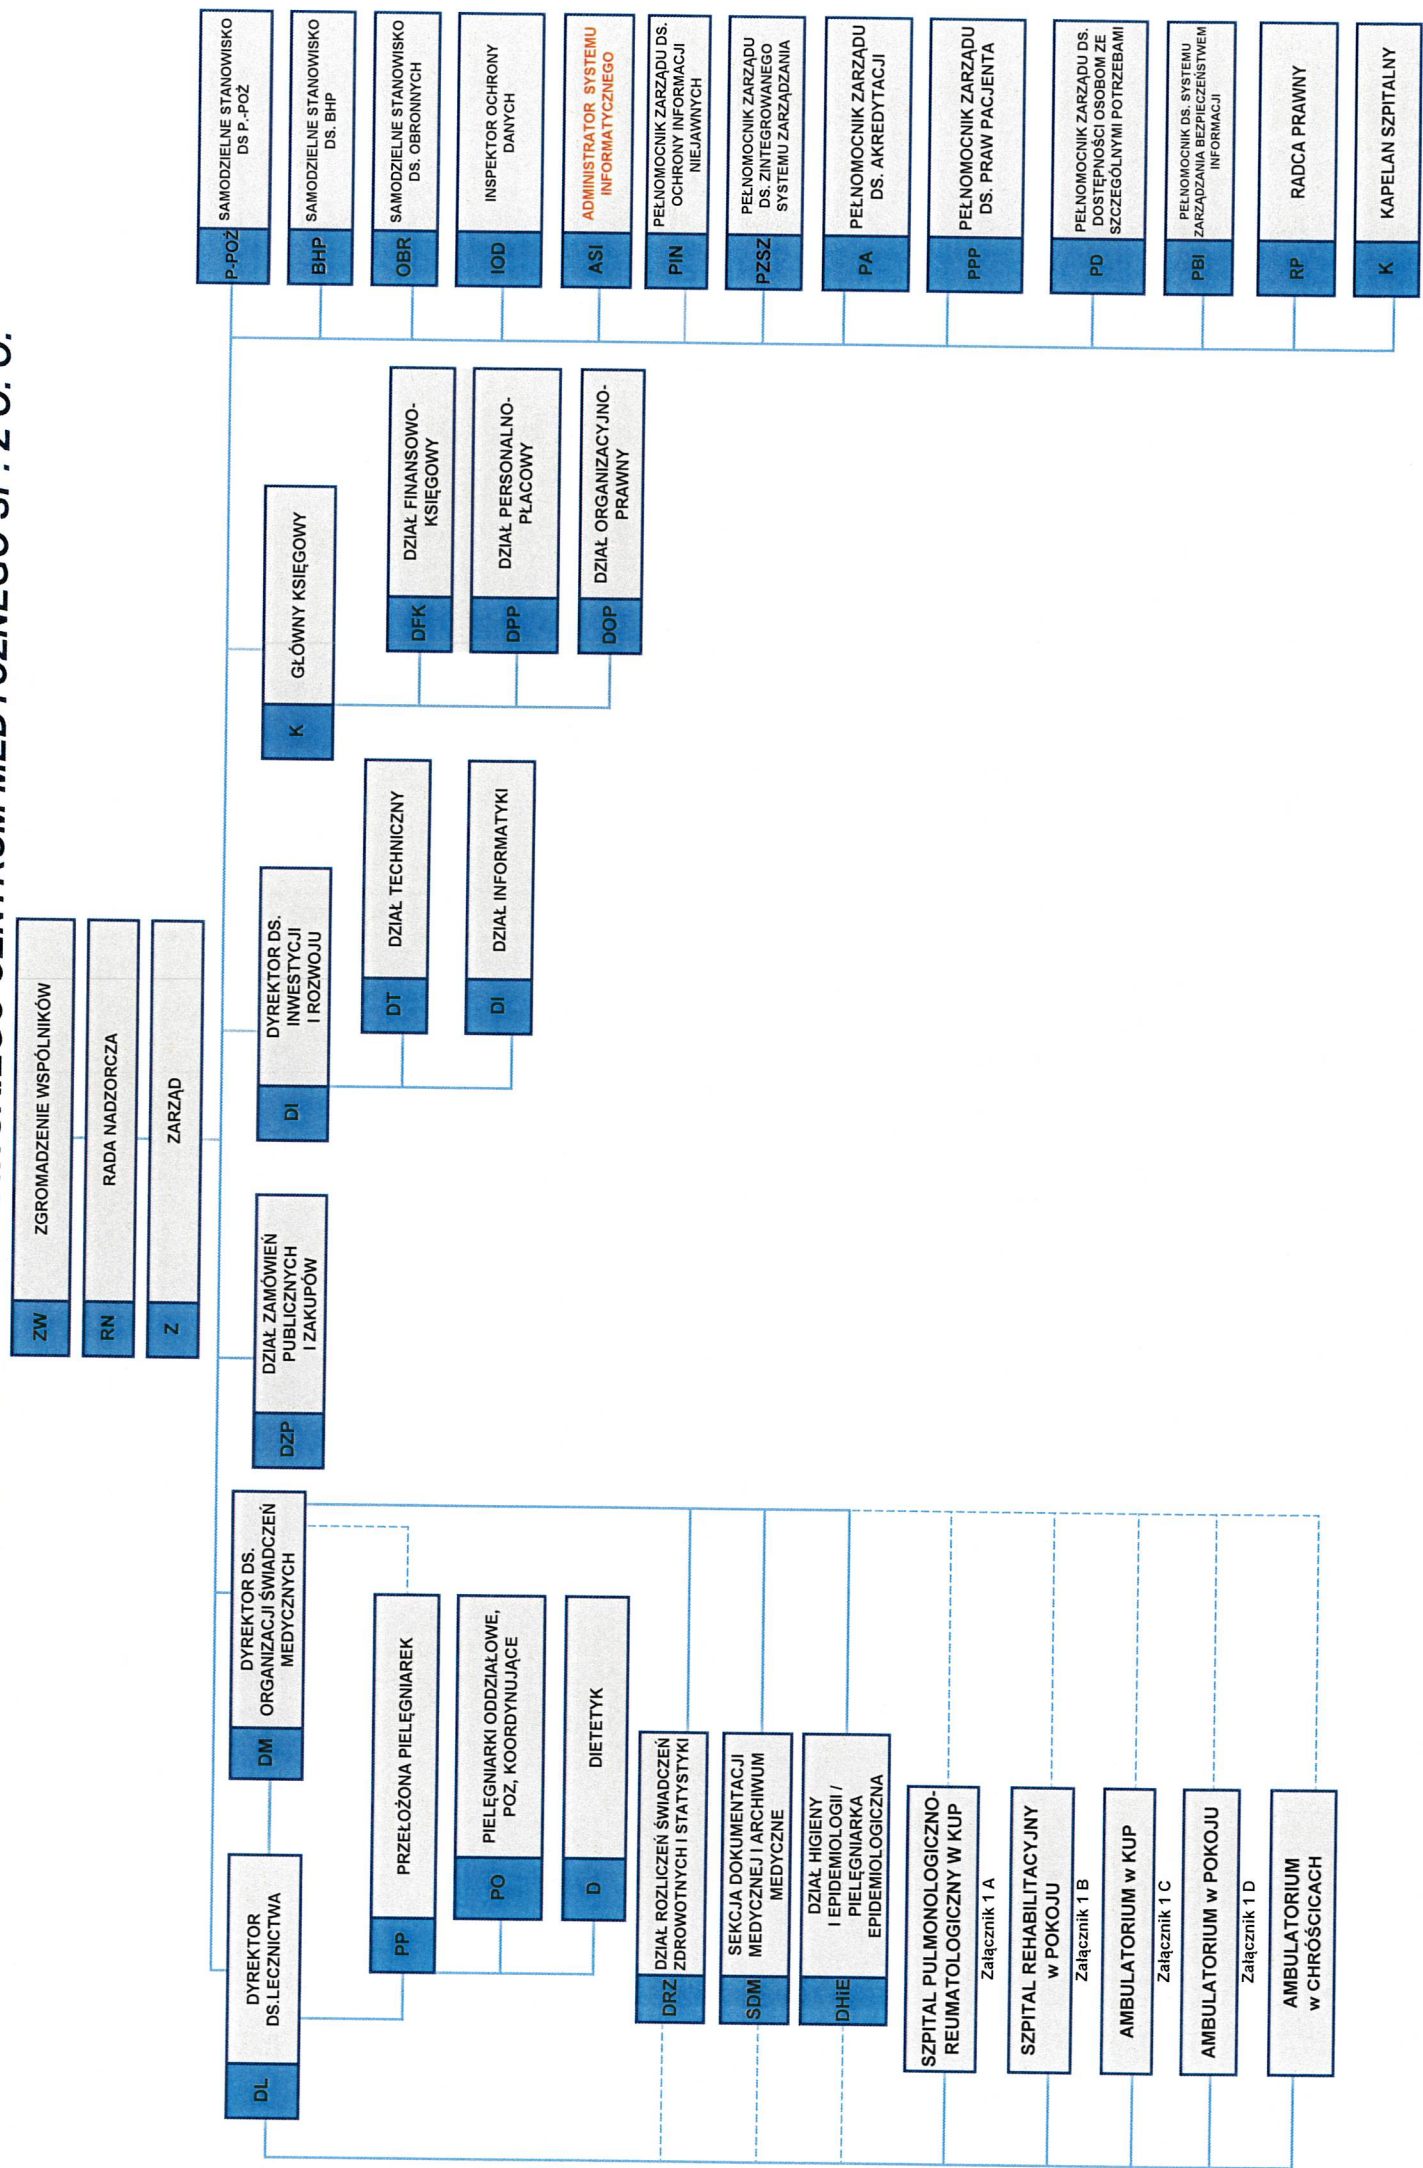 CENTRUM MEDYCZNEGO SP. Z O. O.
ZW
ZGROMADZENIE WSPÓLNIKÓW
RN
RADA NADZORCZA
Z
ZARZĄD
DL
DYREKTOR
DS.LECZNICTWA
DM
DYREKTOR DS.
ORGANIZACJI ŚWIADCZEŃ
MEDYCZNYCH
DZP
DZIAŁ ZAMÓWIEŃ
PUBLICZNYCH
I ZAKUPÓW
DI
DYREKTOR DS.
INWESTYCJI
I ROZWOJU
K
GŁÓWNY KSIĘGOWY
PP
PRZEŁOŻONA PIELĘGNIAREK
PO
PIELĘGNIARKI ODDZIAŁOWE,
POZ, KOORDYNUJĄCE
D
DIETETYK
DRZ
DZIAŁ ROZLICZEŃ ŚWIADCZEŃ
ZDROWOTNYCH I STATYSTYKI
SDM
SEKCJA DOKUMENTACJI
MEDYCZNEJ I ARCHIWUM
MEDYCZNE
DHiE
DZIAŁ HIGIENY
I EPIDEMIOLOGII /
PIELĘGNIARKA
EPIDEMIOLOGICZNA
SZPITAL PULMONOLOGICZNO-
REUMATOLOGICZNY W KUP
Załącznik 1 A
SZPITAL REHABILITACYJNY
w POKOJU
Załącznik 1 B
AMBULATORIUM w KUP
Załącznik 1 C
AMBULATORIUM w POKOJU
Załącznik 1 D
AMBULATORIUM
w CHRÓŚCICACH
DT
DZIAŁ TECHNICZNY
DI
DZIAŁ INFORMATYKI
DFK
DZIAŁ FINANSOWO-
KSIĘGOWY
DPP
DZIAŁ PERSONALNO-
PŁACOWY
DOP
DZIAŁ ORGANIZACYJNO-
PRAWNY
P-POŻ
SAMODZIELNE STANOWISKO
DS P.-POŻ
BHP
SAMODZIELNE STANOWISKO
DS. BHP
OBR
SAMODZIELNE STANOWISKO
DS. OBRONNYCH
IOD
INSPEKTOR OCHRONY
DANYCH
ASI
ADMINISTRATOR SYSTEMU
INFORMATYCZNEGO
PIN
PEŁNOMOCNIK ZARZĄDU DS.
OCHRONY INFORMACJI
NIEJAWNYCH
PZSZ
PEŁNOMOCNIK ZARZĄDU
DS. ZINTEGROWANEGO
SYSTEMU ZARZĄDZANIA
PA
PEŁNOMOCNIK ZARZĄDU
DS. AKREDYTACJI
PPP
PEŁNOMOCNIK ZARZĄDU
DS. PRAW PACJENTA
PD
PEŁNOMOCNIK ZARZĄDU DS.
DOSTĘPNOŚCI OSOBOM ZE
SZCZEGÓLNYMI POTRZEBAMI
PBI
PEŁNOMOCNIK DS. SYSTEMU
ZARZĄDZANIA BEZPIECZEŃSTWEM
INFORMACJI
RP
RADCA PRAWNY
K
KAPELAN SZPITALNY